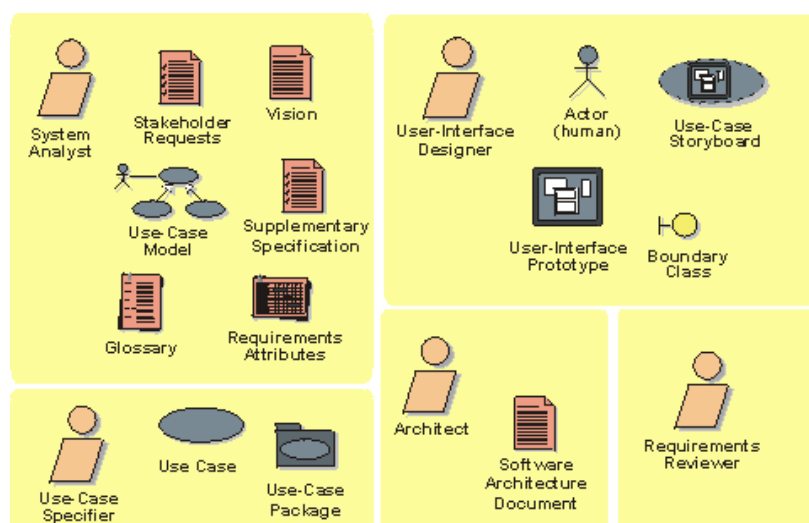 System
Analyst
Stakeholder
Requests
Vision
Use-Case
Model
Supplementary
Specification
Glossary
Requirements
Attributes
User-Interface
Designer
Actor
(human)
Use-Case
Storyboard
User-Interface
Prototype
Boundary
Class
Use-Case
Specifier
Use Case
Use-Case
Package
Architect
Software
Architecture
Document
Requirements
Reviewer